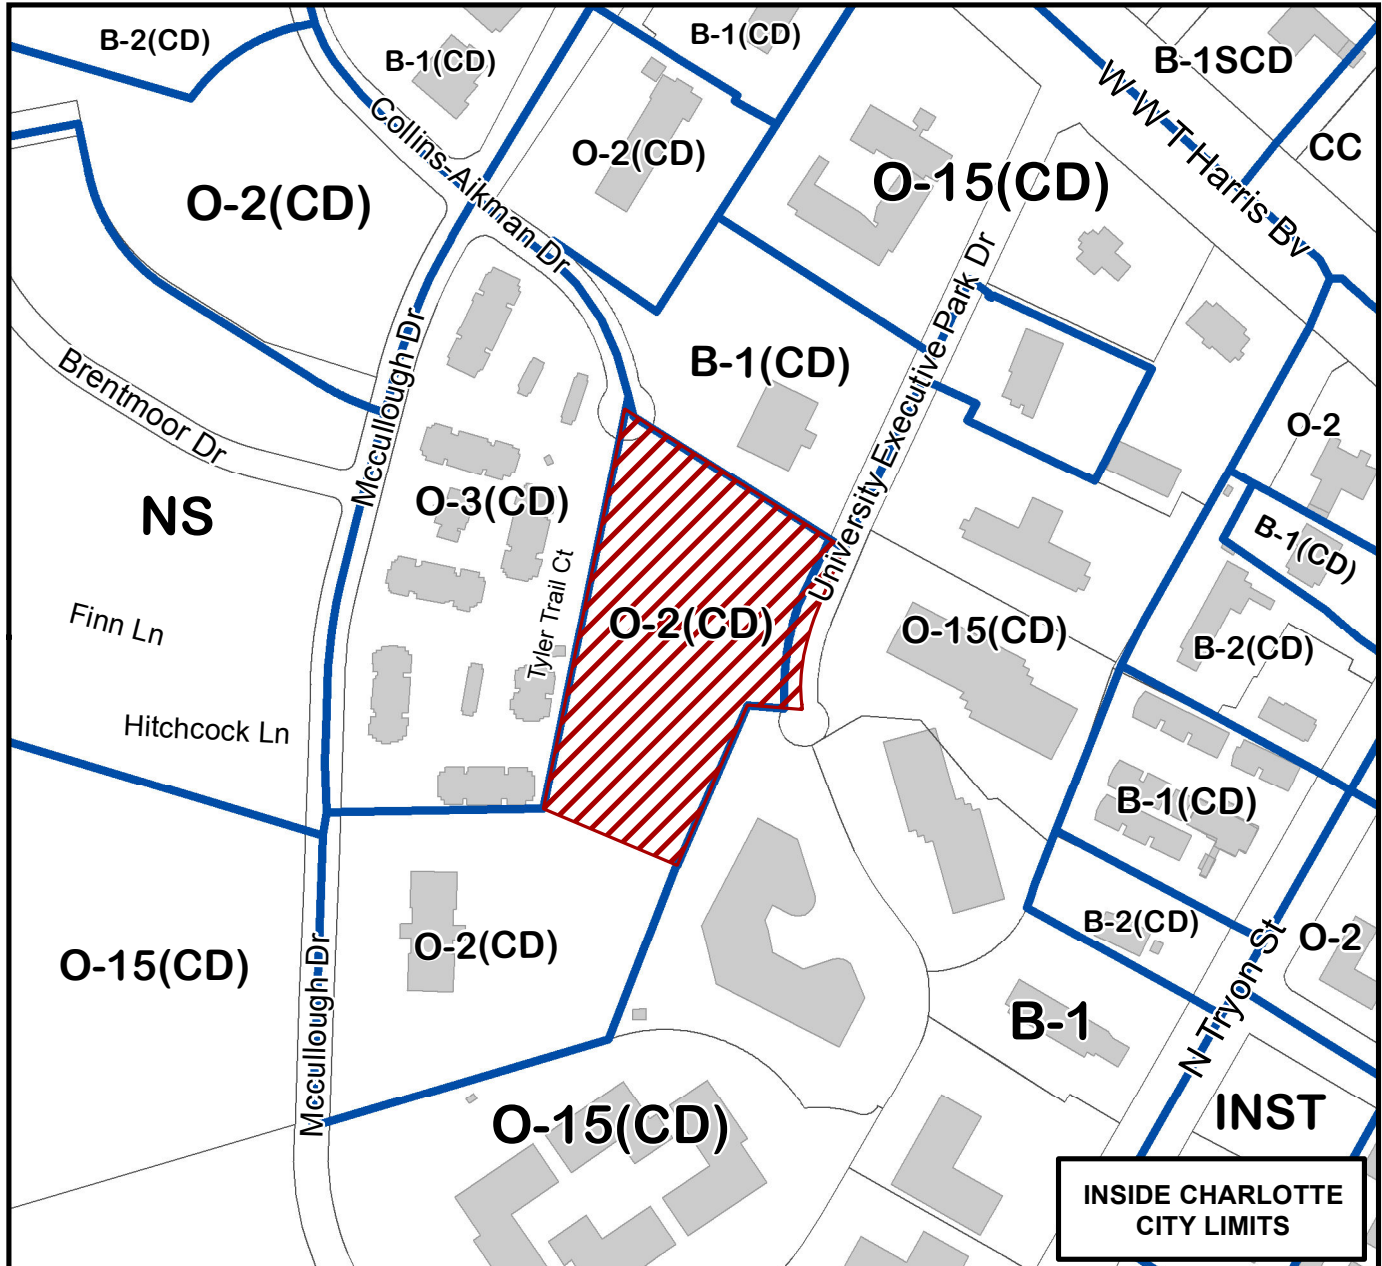 B-2(CD)
B-1(CD)
B-1(CD)
B-1SCD
W W T Harris Bv
CC
Collins-Aikman Dr
O-2(CD)
O-2(CD)
O-15(CD)
University Executive Park Dr
Mccullough Dr
Brentmoor Dr
B-1(CD)
O-2
NS
O-3(CD)
B-1(CD)
Tyler Trail Ct
Finn Ln
O-2(CD)
O-15(CD)
B-2(CD)
Hitchcock Ln
B-1(CD)
B-2(CD)
O-2
O-15(CD)
O-2(CD)
Mccullough Dr
B-1
N Tryon St
O-15(CD)
INST
INSIDE CHARLOTTE
CITY LIMITS